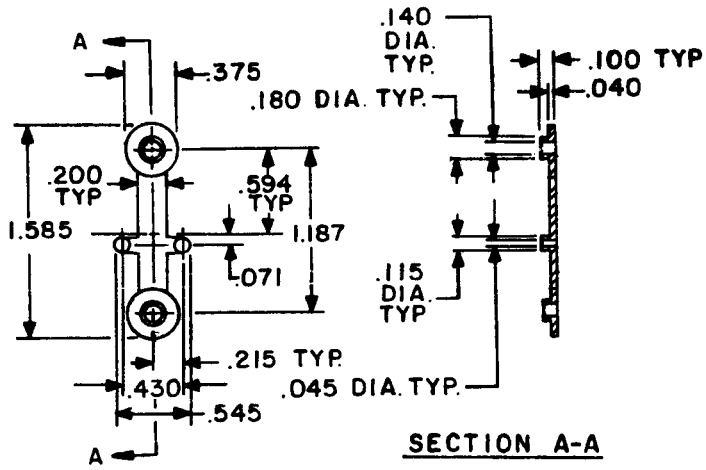 A
.375
.200
TYP
.594
TYP
1.585
1.187
.071
.215 TYP.
.430
.545
A
.140
DIA.
TYP.
.100 TYP
.040
.180 DIA. TYP.
.115
DIA.
TYP
.045 DIA. TYP.
SECTION A-A